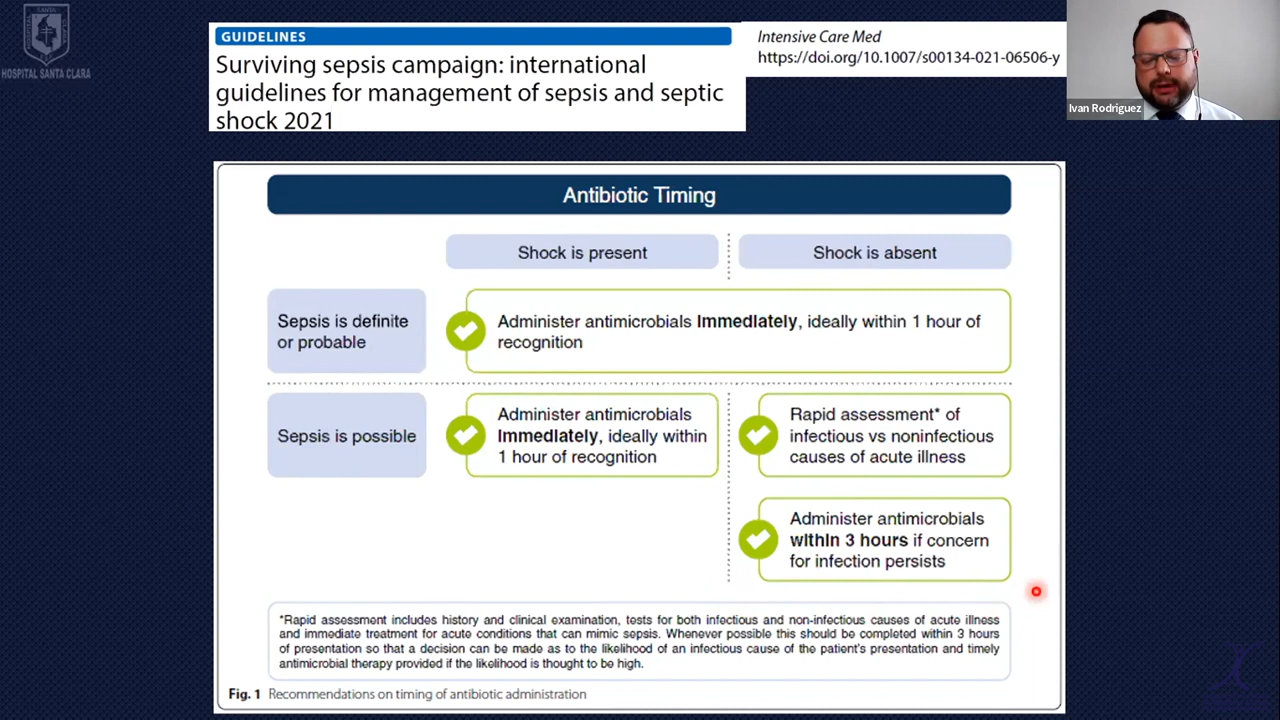 SANTA
HOSPITAL SANTA CLARA
GUIDELINES
Surviving sepsis campaign: international
guidelines for management of sepsis and septic
shock 2021
Intensive Care Med
https://doi.org/10.1007/s00134-021-06506-y
Ivan Rodriguez
Antibiotic Timing
Shock is present
Shock is absent
Sepsis is definite
or probable
Administer antimicrobials immediately, ideally within 1 hour of
recognition
Sepsis is possible
Administer antimicrobials
immediately, ideally within
1 hour of recognition
Rapid assessment* of
infectious vs noninfectious
causes of acute illness
Administer antimicrobials
within 3 hours if concern
for infection persists
*Rapid assessment includes history and clinical examination, tests for both infectious and non-infectious causes of acute illness
and immediate treatment for acute conditions that can mimic sepsis. Whenever possible this should be completed within 3 hours
of presentation so that a decision can be made as to the likelihood of an infectious cause of the patient's presentation and timely
antimicrobial therapy provided if the likelihood is thought to be high.
Fig. 1 Recommendations on timing of antibiotic administration